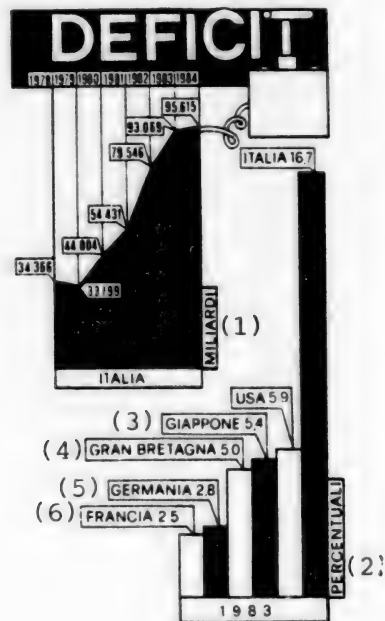 DEFICIT
1978 1979 1980 1981 1982 1983 1984
95.615
93.069
79.546
54.431
44.004
34.366
33.199
MILIARDI
(1)
ITALIA
ITALIA 16,7
USA 5,9
(3) GIAPPONE 5,4
(4) GRAN BRETAGNA 5,0
(5) GERMANIA 2,8
(6) FRANCIA 2,5
PERCENTUALI
(2)
1983